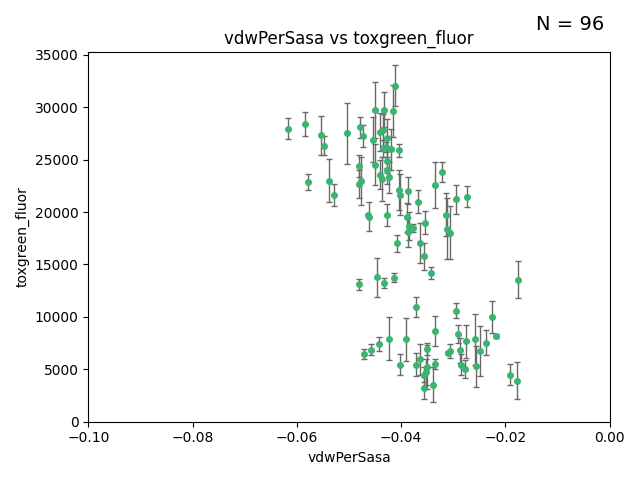 N = 96
vdwPerSasa vs toxgreen_fluor
35000
30000
25000
20000
15000
10000
5000
0
toxgreen_fluor
−0.10 −0.08 −0.06 −0.04 −0.02 0.00
vdwPerSasa